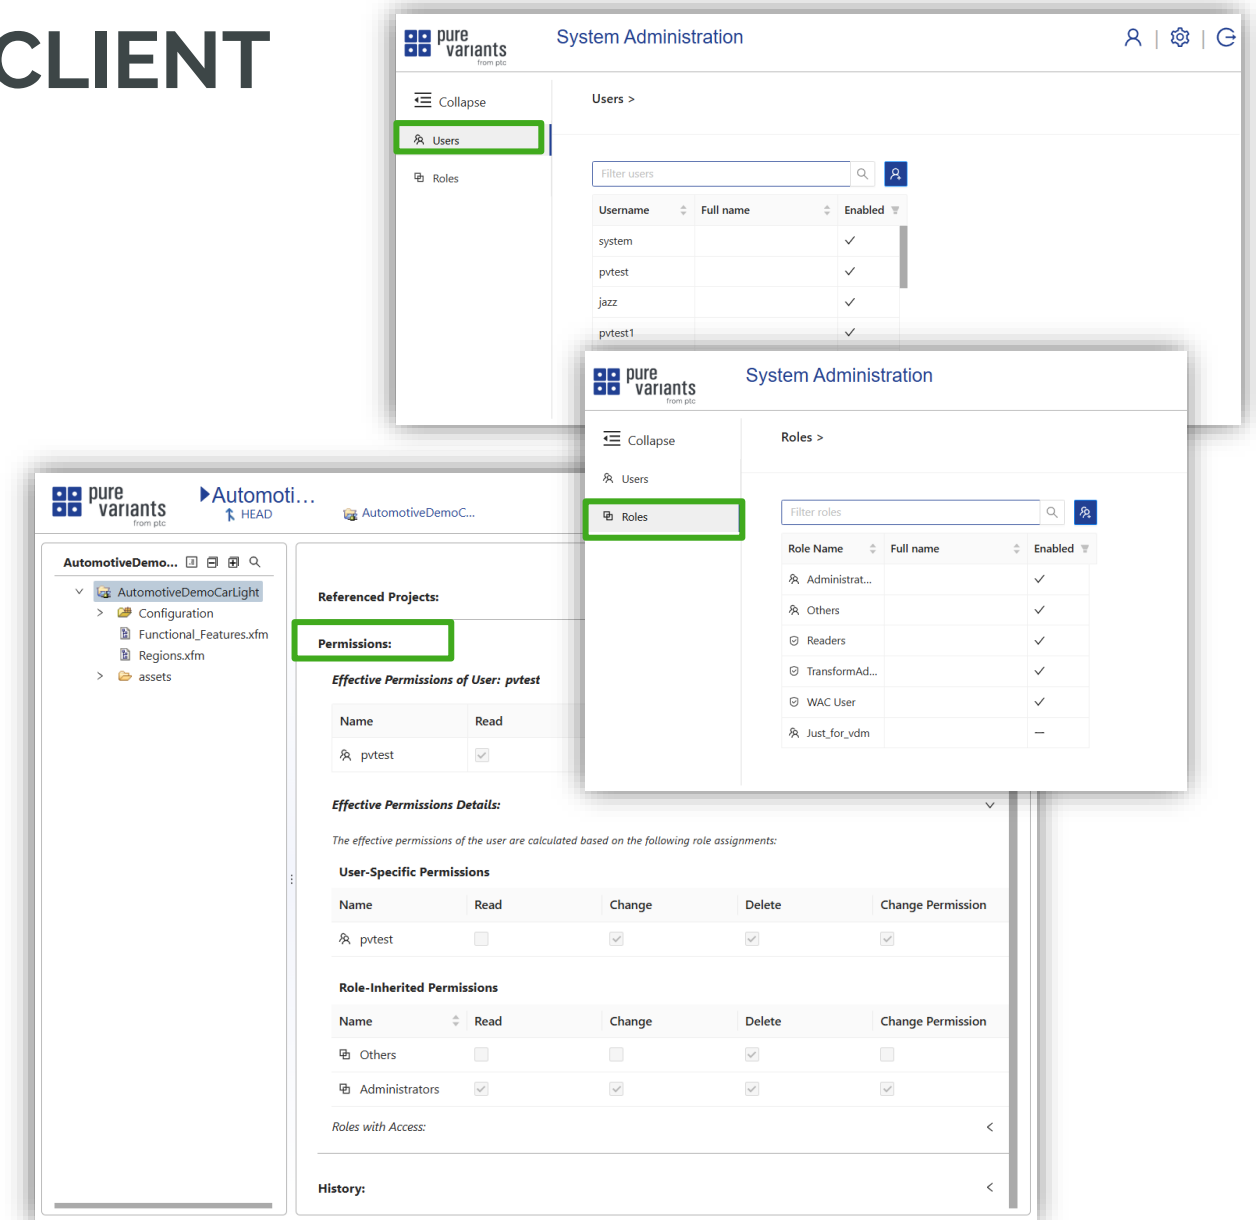 CLIENT
pure
variants
from ptc
System Administration
Collapse
Users
Roles
Users >
Filter users
Username Full name Enabled
system
pvtest
jazz
pvtest1
pure
variants
from ptc
System Administration
Collapse
Users
Roles
Roles >
Filter roles
Role Name Full name Enabled
Administrat...
Others
Readers
TransformAd...
WAC User
Just_for_vdm
pure
variants
from ptc
Automoti...
HEAD
AutomotiveDemoC...
AutomotiveDemo...
AutomotiveDemoCarLight
Configuration
Functional_Features.xfm
Regions.xfm
assets
Referenced Projects:
Permissions:
Effective Permissions of User: pvtest
Name Read
pvtest
Effective Permissions Details:
The effective permissions of the user are calculated based on the following role assignments:
User-Specific Permissions
Name Read Change Delete Change Permission
pvtest
Role-Inherited Permissions
Name Read Change Delete Change Permission
Others
Administrators
Roles with Access:
History: